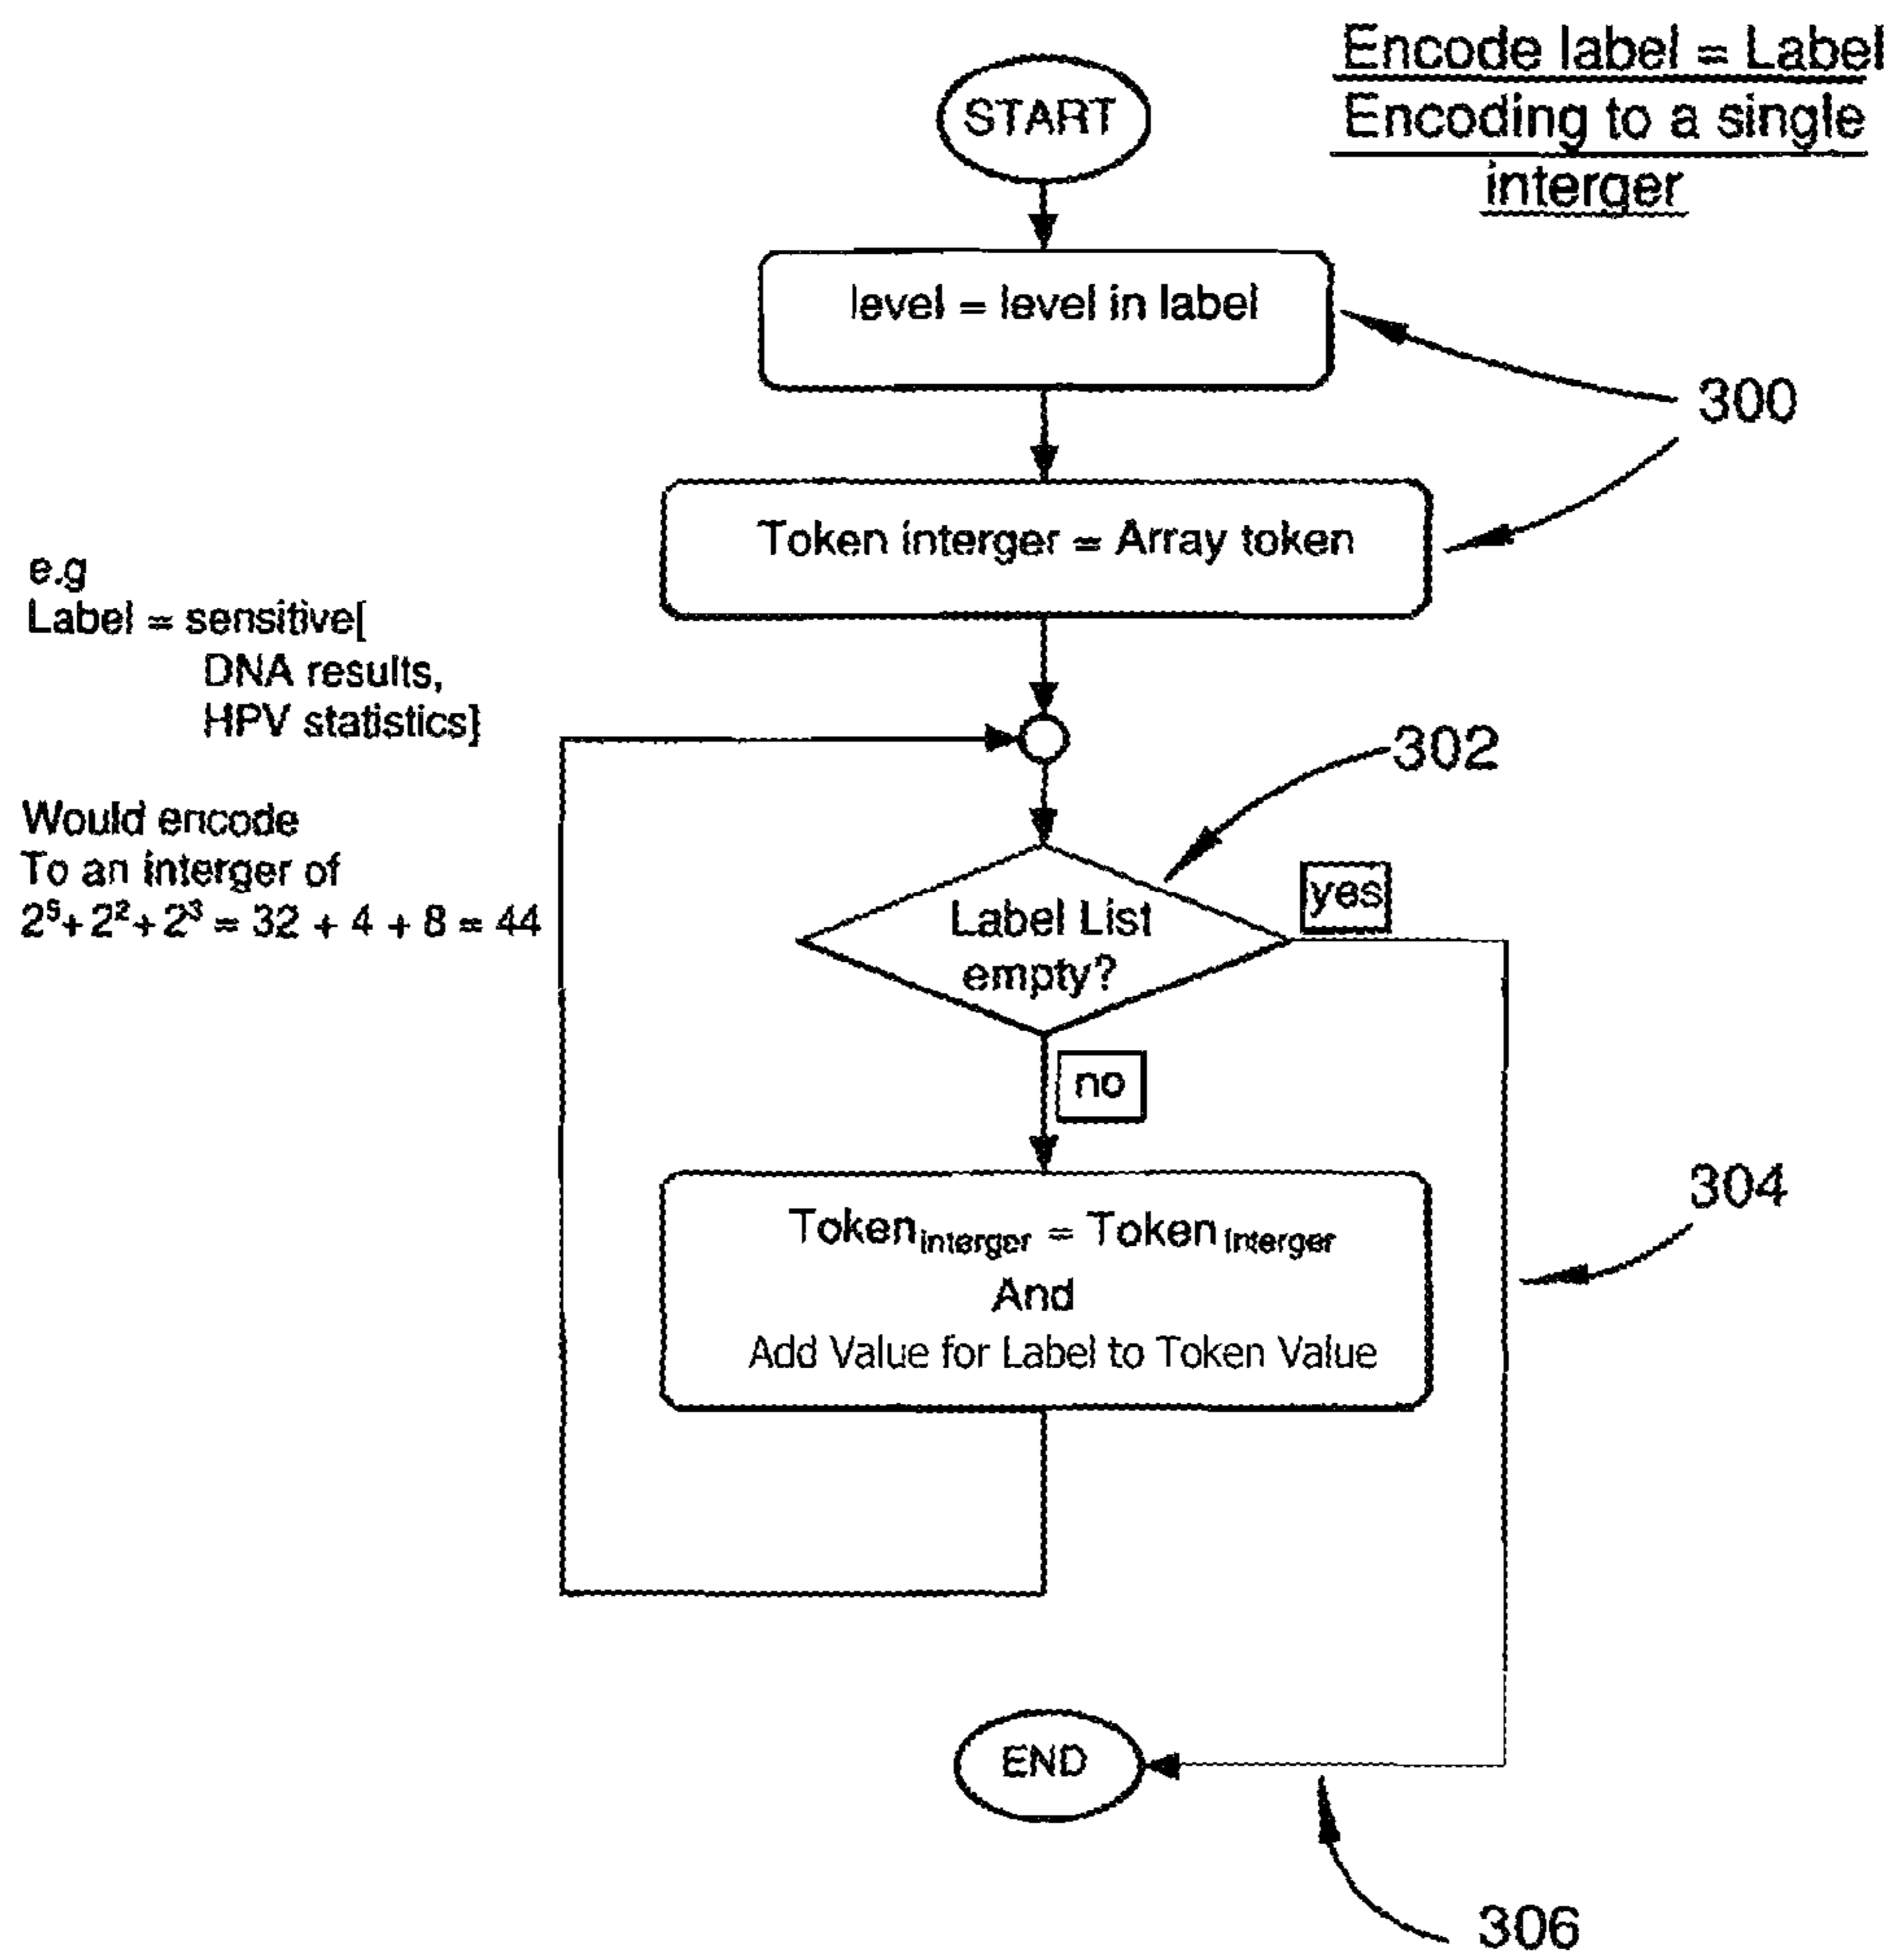 Encode label = Label
Encoding to a single
interger
START
level = level in label
300
Token interger = Array token
e.g
Label = sensitive[
DNA results,
HPV statistics]
302
Would encode
To an interger of
2⁵+ 2²+ 2³ = 32 + 4 + 8 = 44
yes
Label List
empty?
no
304
Token interger = Token interger
And
Add Value for Label to Token Value
END
306